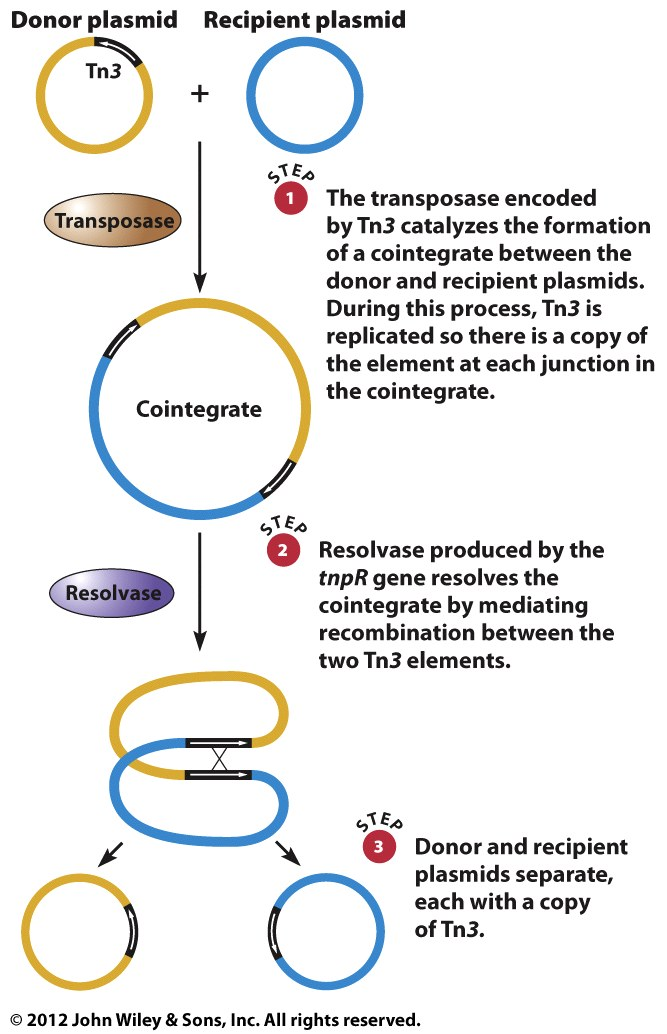 Donor plasmid
Recipient plasmid
Tn3
+
STEP
1
The transposase encoded
by Tn3 catalyzes the formation
of a cointegrate between the
donor and recipient plasmids.
During this process, Tn3 is
replicated so there is a copy of
the element at each junction in
the cointegrate.
Transposase
Cointegrate
STEP
2
Resolvase produced by the
tnpR gene resolves the
cointegrate by mediating
recombination between the
two Tn3 elements.
Resolvase
STEP
3
Donor and recipient
plasmids separate,
each with a copy
of Tn3.
© 2012 John Wiley & Sons, Inc. All rights reserved.